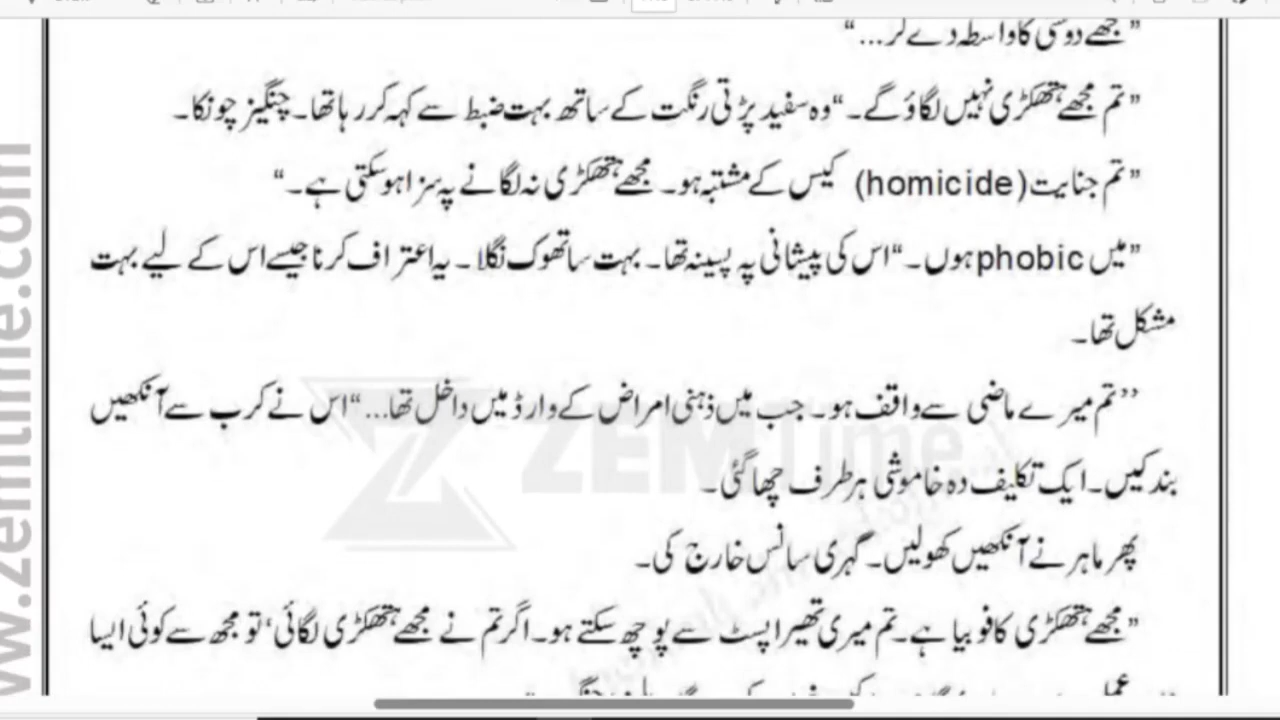 ”مجھے دوستی کا واسطہ دے کر...“
”تم مجھے ہتھکڑی نہیں لگاؤ گے۔“ وہ سفید پڑتی رنگت کے ساتھ بہت ضبط سے کہہ کر رہا تھا۔ چنگیز چونکا۔
”تم جنایت (homicide) کیس کے مشتبہ ہو۔ مجھے ہتھکڑی نہ لگانے پہ سزا ہو سکتی ہے۔“
”میں phobic ہوں۔“ اس کی پیشانی پہ پسینہ تھا۔ بہت سا تھوک نگلا۔ یہ اعتراف کرنا جیسے اس کے لیے بہت
مشکل تھا۔
’’تم میرے ماضی سے واقف ہو۔ جب میں ذہنی امراض کے وارڈ میں داخل تھا...“ اس نے کرب سے آنکھیں
بند کیں۔ ایک تکلیف دہ خاموشی ہر طرف چھا گئی۔
پھر ماہر نے آنکھیں کھولیں۔ گہری سانس خارج کی۔
”مجھے ہتھکڑی کا فوبیا ہے۔ تم میری تھیراپسٹ سے پوچھ سکتے ہو۔ اگر تم نے مجھے ہتھکڑی لگائی‘ تو مجھ سے کوئی ایسا
ZEM Time
www.zemtime.com